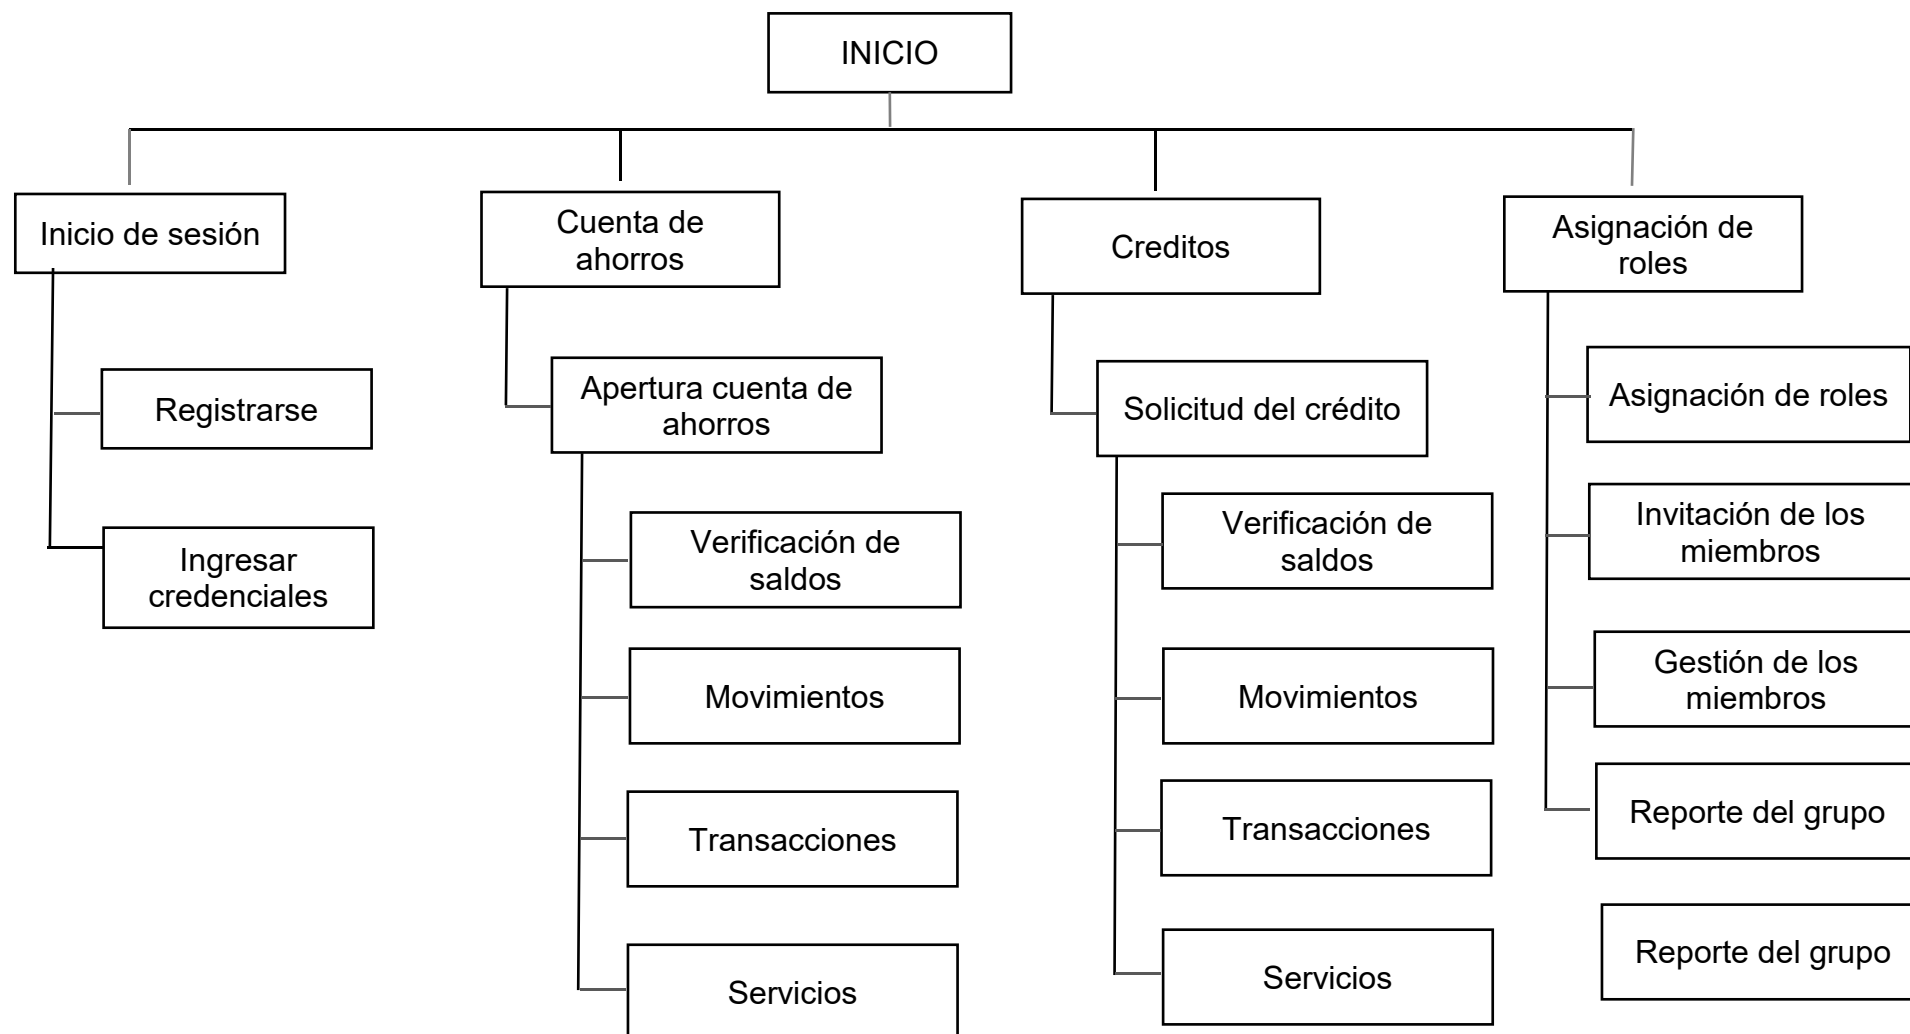 INICIO
Inicio de sesión
Registrarse
Ingresar
credenciales
Cuenta de
ahorros
Apertura cuenta de
ahorros
Verificación de
saldos
Movimientos
Transacciones
Servicios
Creditos
Solicitud del crédito
Verificación de
saldos
Movimientos
Transacciones
Servicios
Asignación de
roles
Asignación de roles
Invitación de los
miembros
Gestión de los
miembros
Reporte del grupo
Reporte del grupo